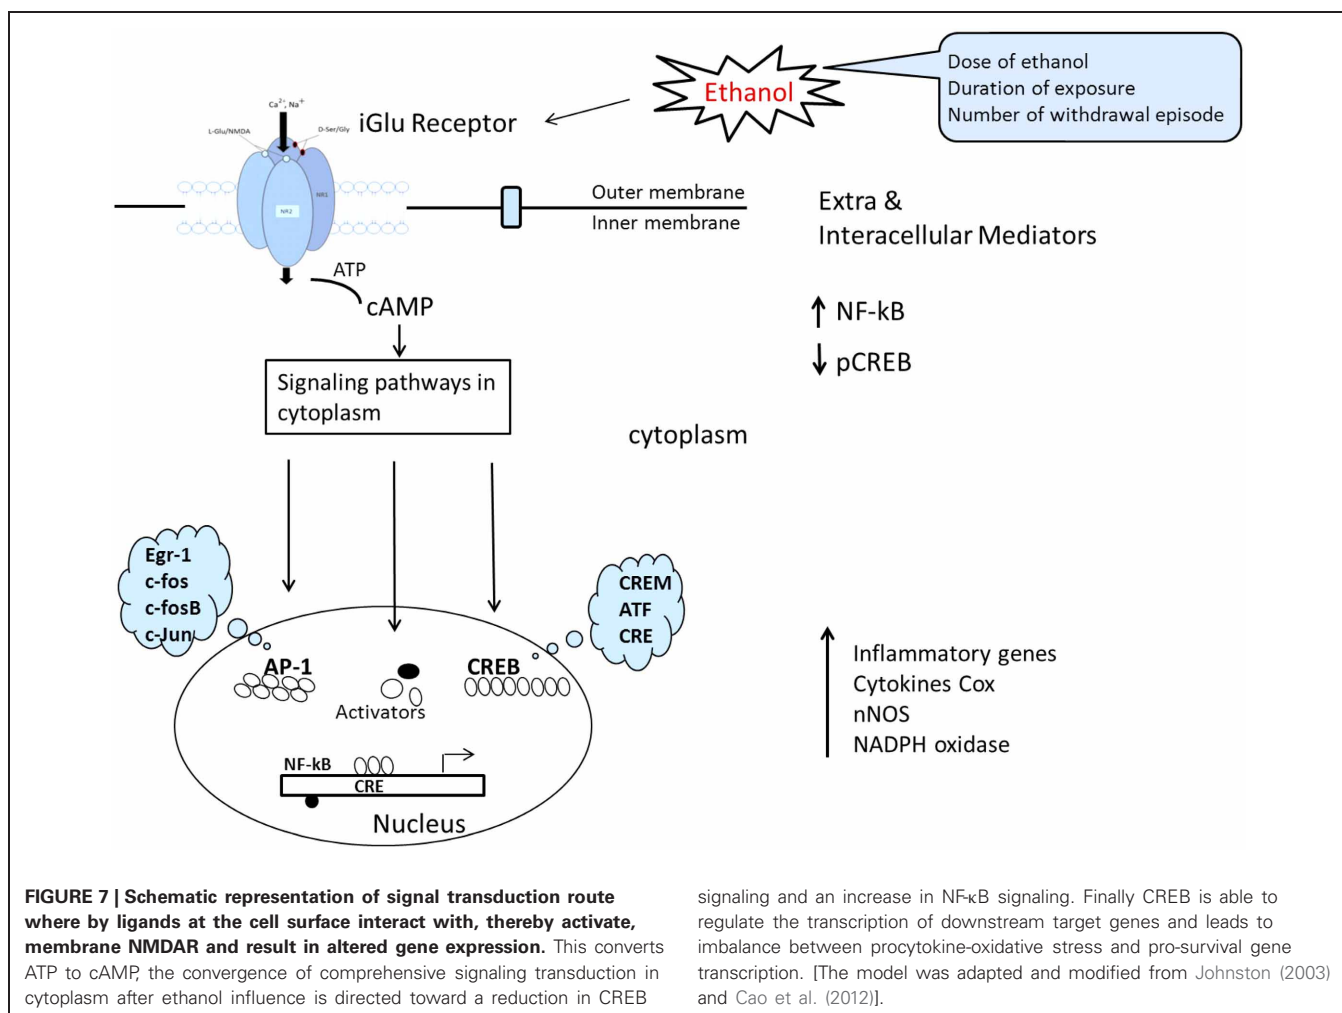 Dose of ethanol
Duration of exposure
Number of withdrawal episode
Ethanol
Ca2+, Na+
L-Glu/NMDA
D-Ser/Gly
iGlu Receptor
NR1
NR2
Outer membrane
Inner membrane
Extra &
Interacellular Mediators
ATP
cAMP
NF-kB
pCREB
Signaling pathways in
cytoplasm
cytoplasm
Egr-1
c-fos
c-fosB
c-Jun
CREM
ATF
CRE
AP-1
CREB
Activators
NF-kB
CRE
Nucleus
Inflammatory genes
Cytokines Cox
nNOS
NADPH oxidase
FIGURE 7 | Schematic representation of signal transduction route
where by ligands at the cell surface interact with, thereby activate,
membrane NMDAR and result in altered gene expression. This converts
ATP to cAMP, the convergence of comprehensive signaling transduction in
cytoplasm after ethanol influence is directed toward a reduction in CREB
signaling and an increase in NF-κB signaling. Finally CREB is able to
regulate the transcription of downstream target genes and leads to
imbalance between procytokine-oxidative stress and pro-survival gene
transcription. [The model was adapted and modified from Johnston (2003)
and Cao et al. (2012)].